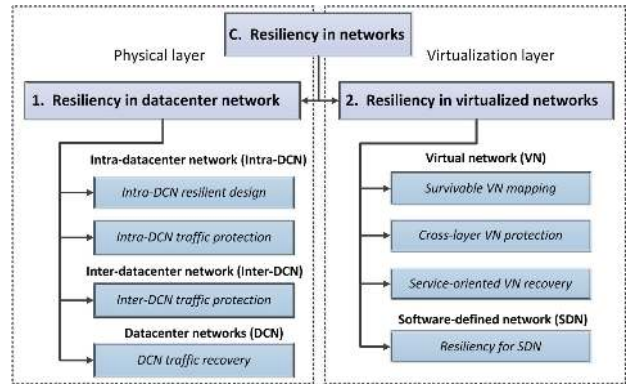 C. Resiliency in networks
Physical layer
Virtualization layer
1. Resiliency in datacenter network
2. Resiliency in virtualized networks
Intra-datacenter network (Intra-DCN)
Intra-DCN resilient design
Intra-DCN traffic protection
Inter-datacenter network (Inter-DCN)
Inter-DCN traffic protection
Datacenter networks (DCN)
DCN traffic recovery
Virtual network (VN)
Survivable VN mapping
Cross-layer VN protection
Service-oriented VN recovery
Software-defined network (SDN)
Resiliency for SDN